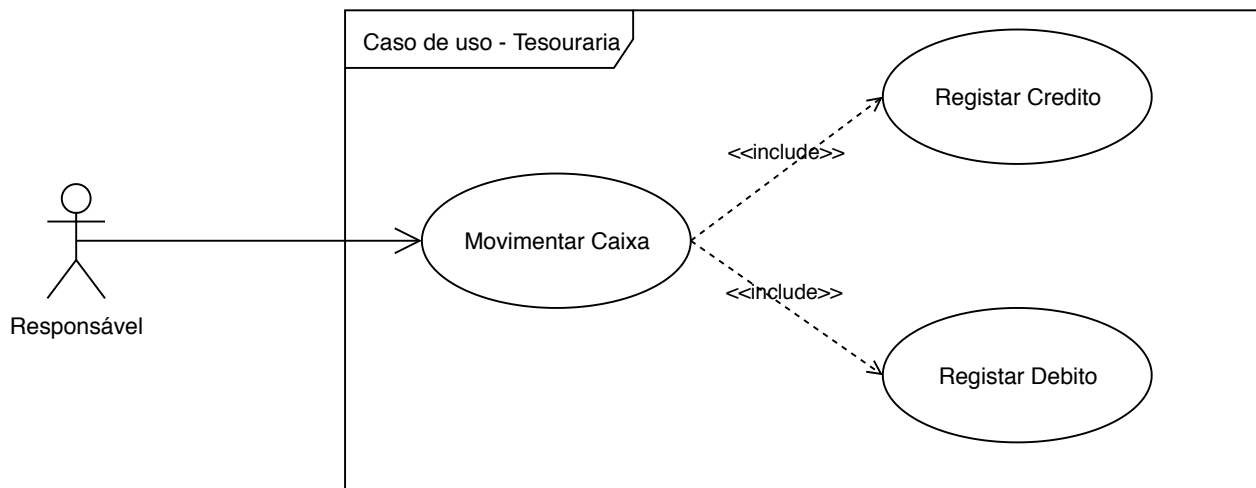 Caso de uso - Tesouraria
Registar Credito
<<include>>
Movimentar Caixa
<<include>>
Responsável
Registar Debito